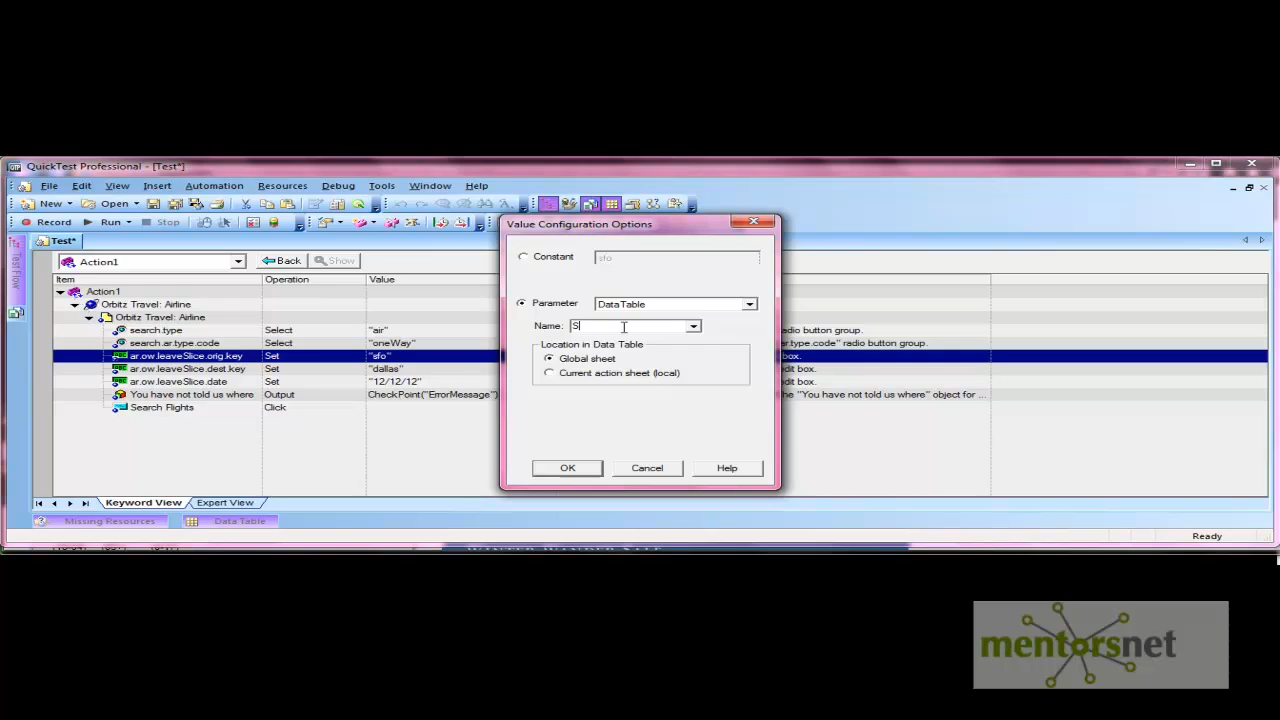 QuickTest Professional - [Test*]
File Edit View Insert Automation Resources Debug Tools Window Help
New Open
Record Run Stop
Test*
Action1 Back Show
Item Operation Value
Action1
Orbitz Travel: Airline
Orbitz Travel: Airline
search.type Select "air" radio button group.
search.ar.type.code Select "oneWay" ar.type.code" radio button group.
ar.ow.leaveSlice.orig.key Set "sfo" box.
ar.ow.leaveSlice.dest.key Set "dallas" edit box.
ar.ow.leaveSlice.date Set "12/12/12" edit box.
You have not told us where Output CheckPoint("ErrorMessage") the "You have not told us where" object for ...
Search Flights Click
Value Configuration Options
Constant sfo
Parameter DataTable
Name: S
Location in Data Table
Global sheet
Current action sheet (local)
OK Cancel Help
Keyword View Expert View
Missing Resources Data Table
Ready
Test Flow
mentorsnet